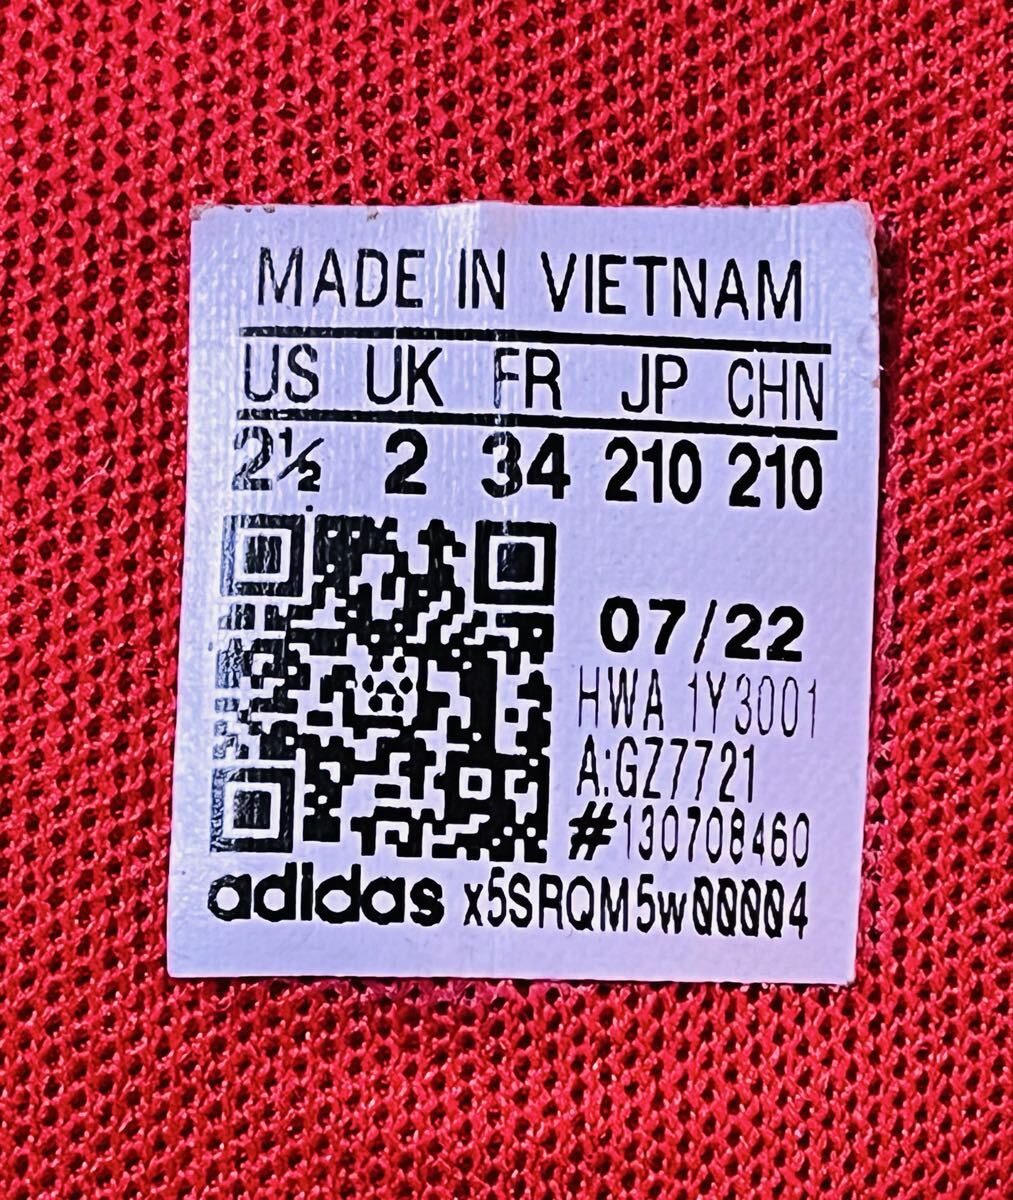 MADE IN VIETNAM
US UK FR JP CHN
2½ 2 34 210 210
07/22
HWA 1Y3001
A:GZ7721
#130708460
adidas x5SRQM5w00004